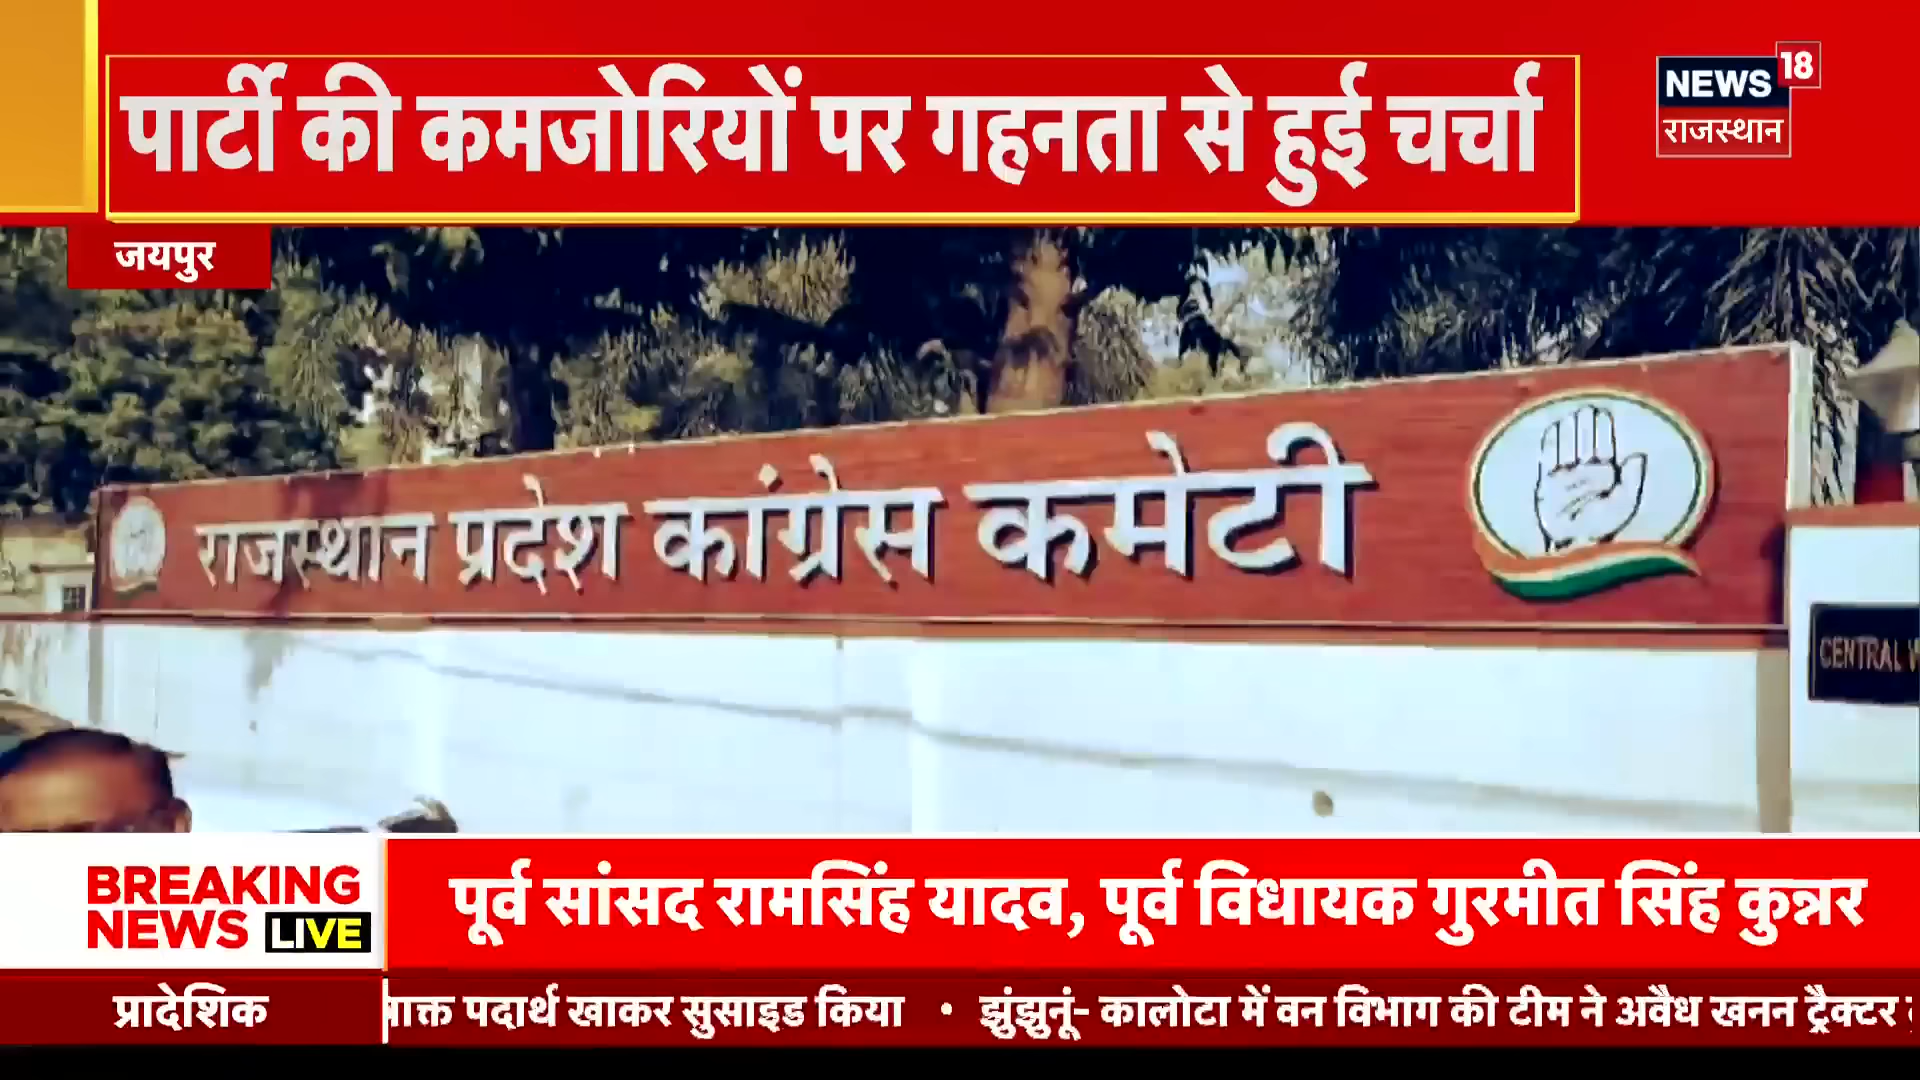 पार्टी की कमजोरियों पर गहनता से हुई चर्चा
NEWS 18
राजस्थान
जयपुर
राजस्थान प्रदेश कांग्रेस कमेटी
CENTRAL
BREAKING
NEWS LIVE
पूर्व सांसद रामसिंह यादव, पूर्व विधायक गुरमीत सिंह कुन्नर
प्रादेशिक
पदार्थ खाकर सुसाइड किया • झुंझुनूं- कालोटा में वन विभाग की टीम ने अवैध खनन ट्रैक्टर